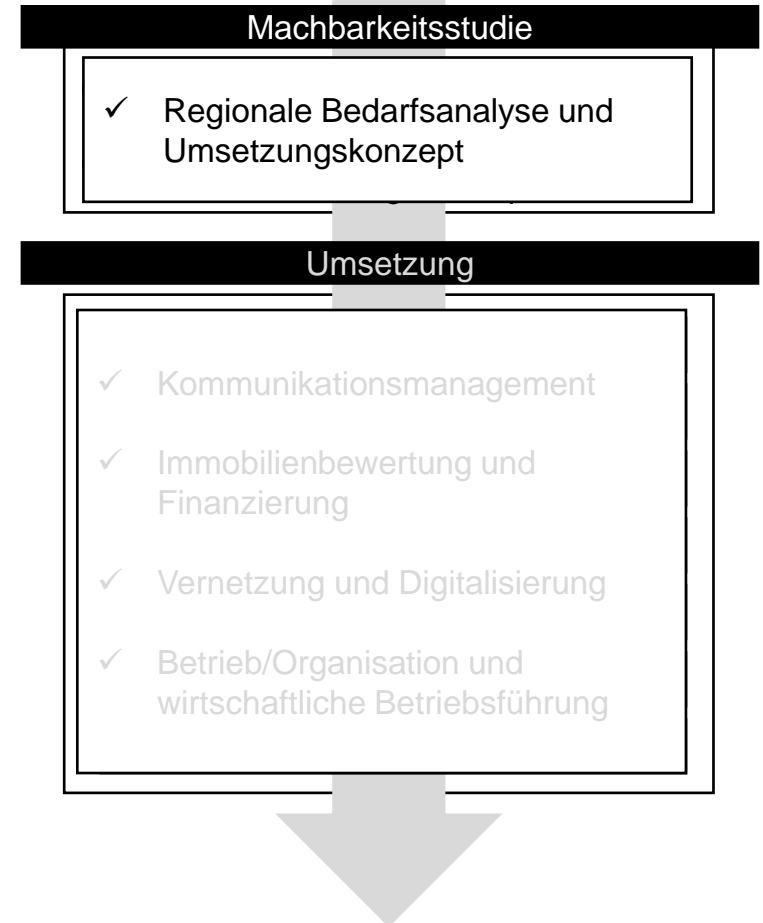 Machbarkeitsstudie
✓ Regionale Bedarfsanalyse und
Umsetzungskonzept
Umsetzung
✓ Kommunikationsmanagement
✓ Immobilienbewertung und
Finanzierung
✓ Vernetzung und Digitalisierung
✓ Betrieb/Organisation und
wirtschaftliche Betriebsführung